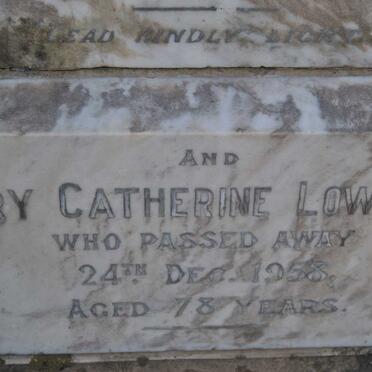 LEAD KINDLY LIGHT
AND
RY CATHERINE LOW
WHO PASSED AWAY
24TH DEC. 1958,
AGED 78 YEARS.